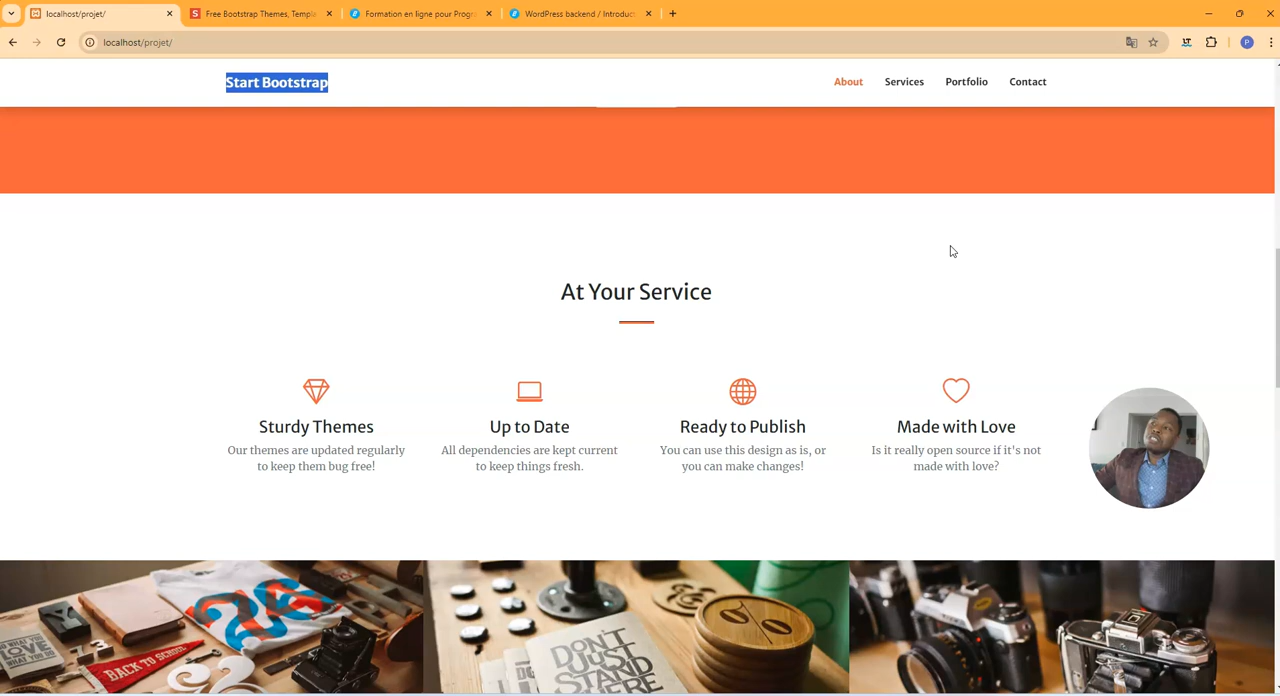 localhost/projet/
Free Bootstrap Themes, Temple
Formation en ligne pour Progr
WordPress backend / Introduct
localhost/projet/
P
Start Bootstrap
About
Services
Portfolio
Contact
At Your Service
Sturdy Themes
Our themes are updated regularly
to keep them bug free!
Up to Date
All dependencies are kept current
to keep things fresh.
Ready to Publish
You can use this design as is, or
you can make changes!
Made with Love
Is it really open source if it's not
made with love?
BACK TO SCHOOL
DON'T
JUST
STAND
HERE